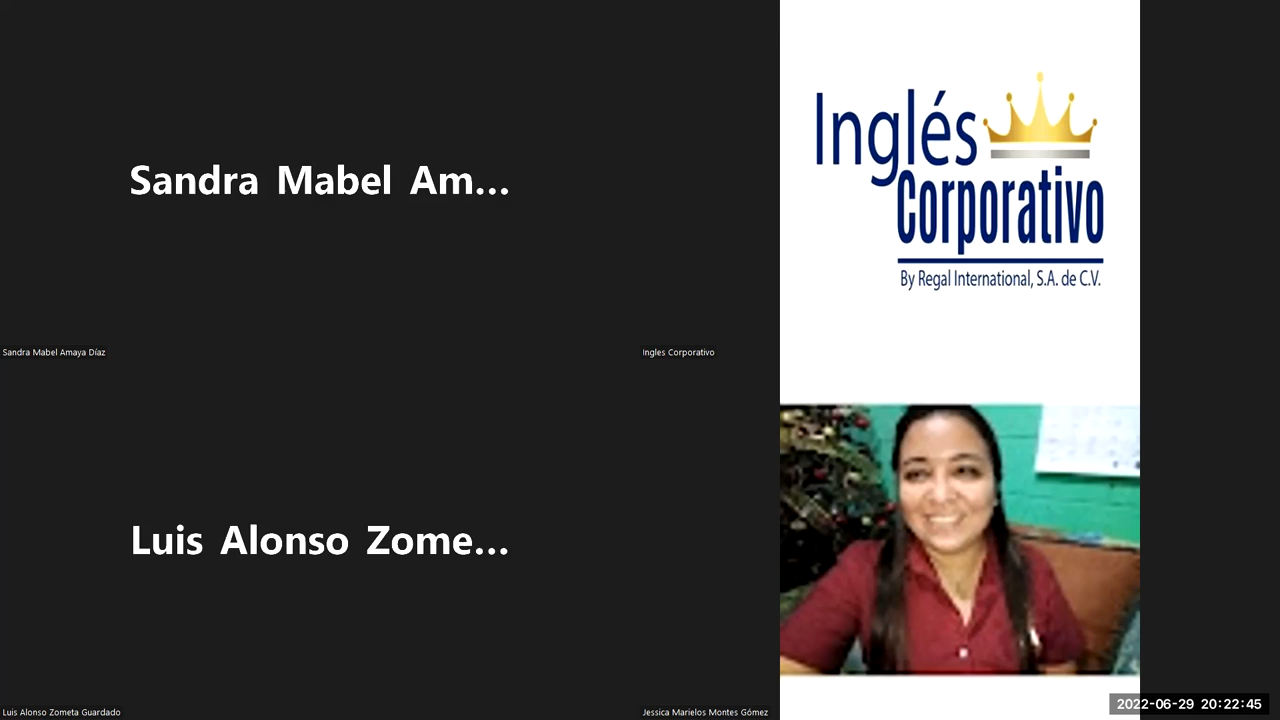 Sandra Mabel Am...
Sandra Mabel Amaya Díaz
Inglés
Corporativo
By Regal International, S.A. de C.V.
Ingles Corporativo
Luis Alonso Zome...
Luis Alonso Zometa Guardado
Jessica Marielos Montes Gómez
2022-06-29 20:22:45